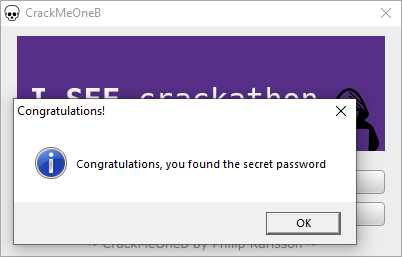 CrackMeOneB
I SEE crackathon
Congratulations!
Congratulations, you found the secret password
OK
~ CrackMeOneB by Philip Karlsson ~